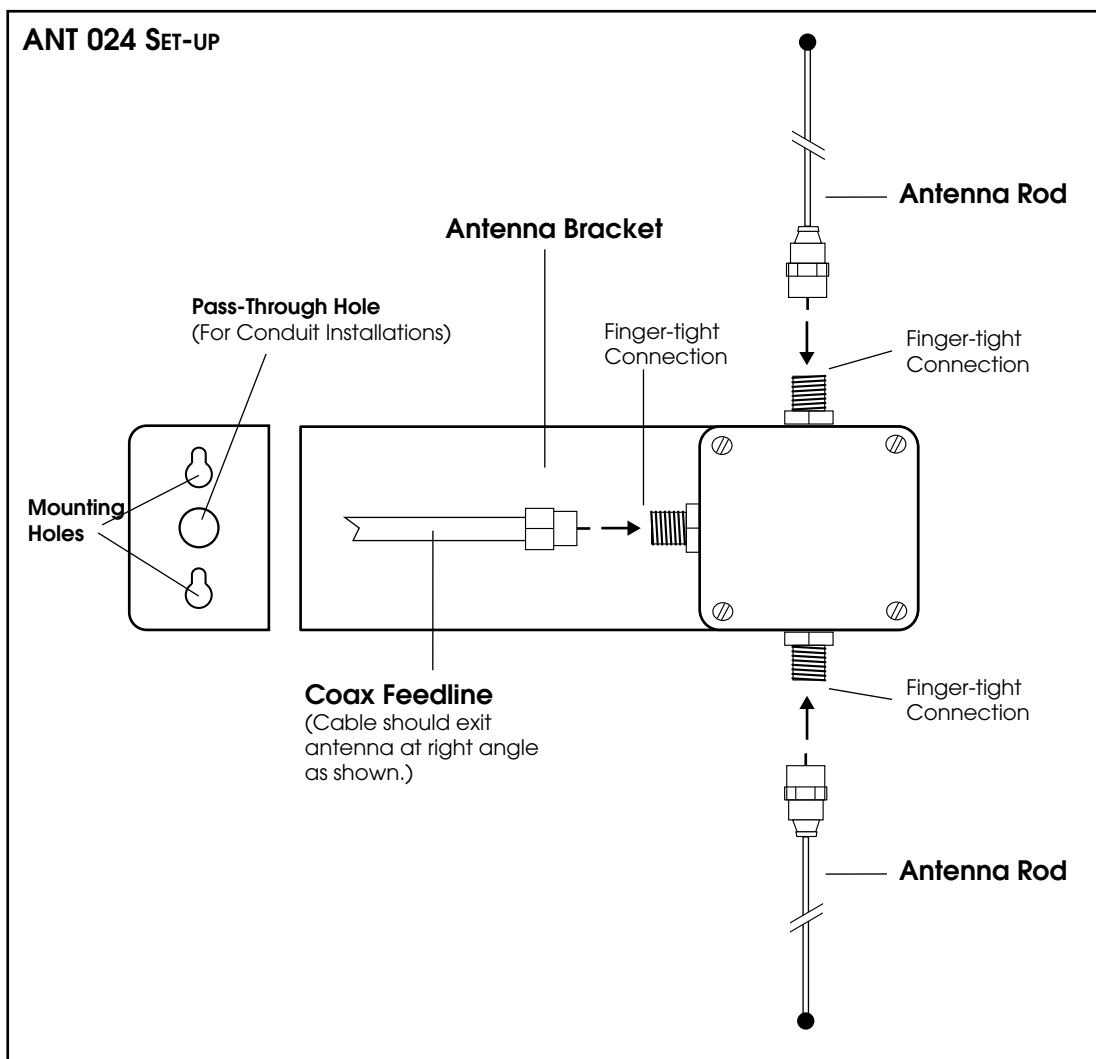 ANT 024 SET-UP
Antenna Rod
Antenna Bracket
Pass-Through Hole
(For Conduit Installations)
Finger-tight
Connection
Finger-tight
Connection
Mounting
Holes
Coax Feedline
(Cable should exit
antenna at right angle
as shown.)
Finger-tight
Connection
Antenna Rod